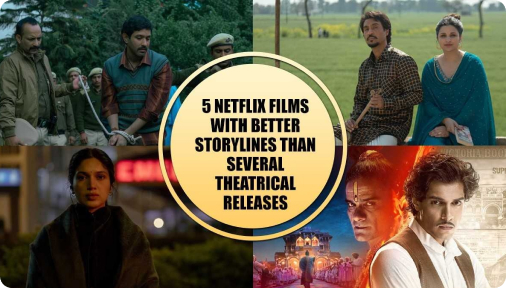 5 NETFLIX FILMS
WITH BETTER
STORYLINES THAN
SEVERAL
THEATRICAL
RELEASES